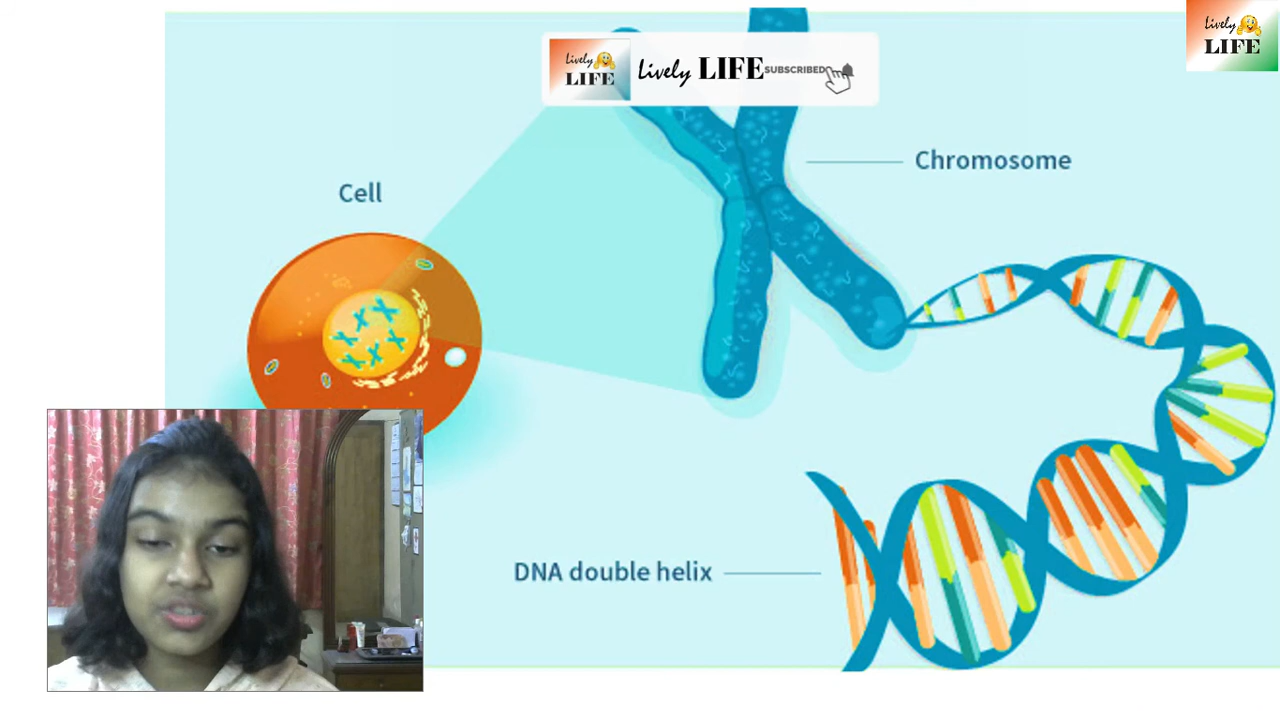 Lively
LIFE
Lively
LIFE
Lively LIFE SUBSCRIBED
Chromosome
Cell
DNA double helix